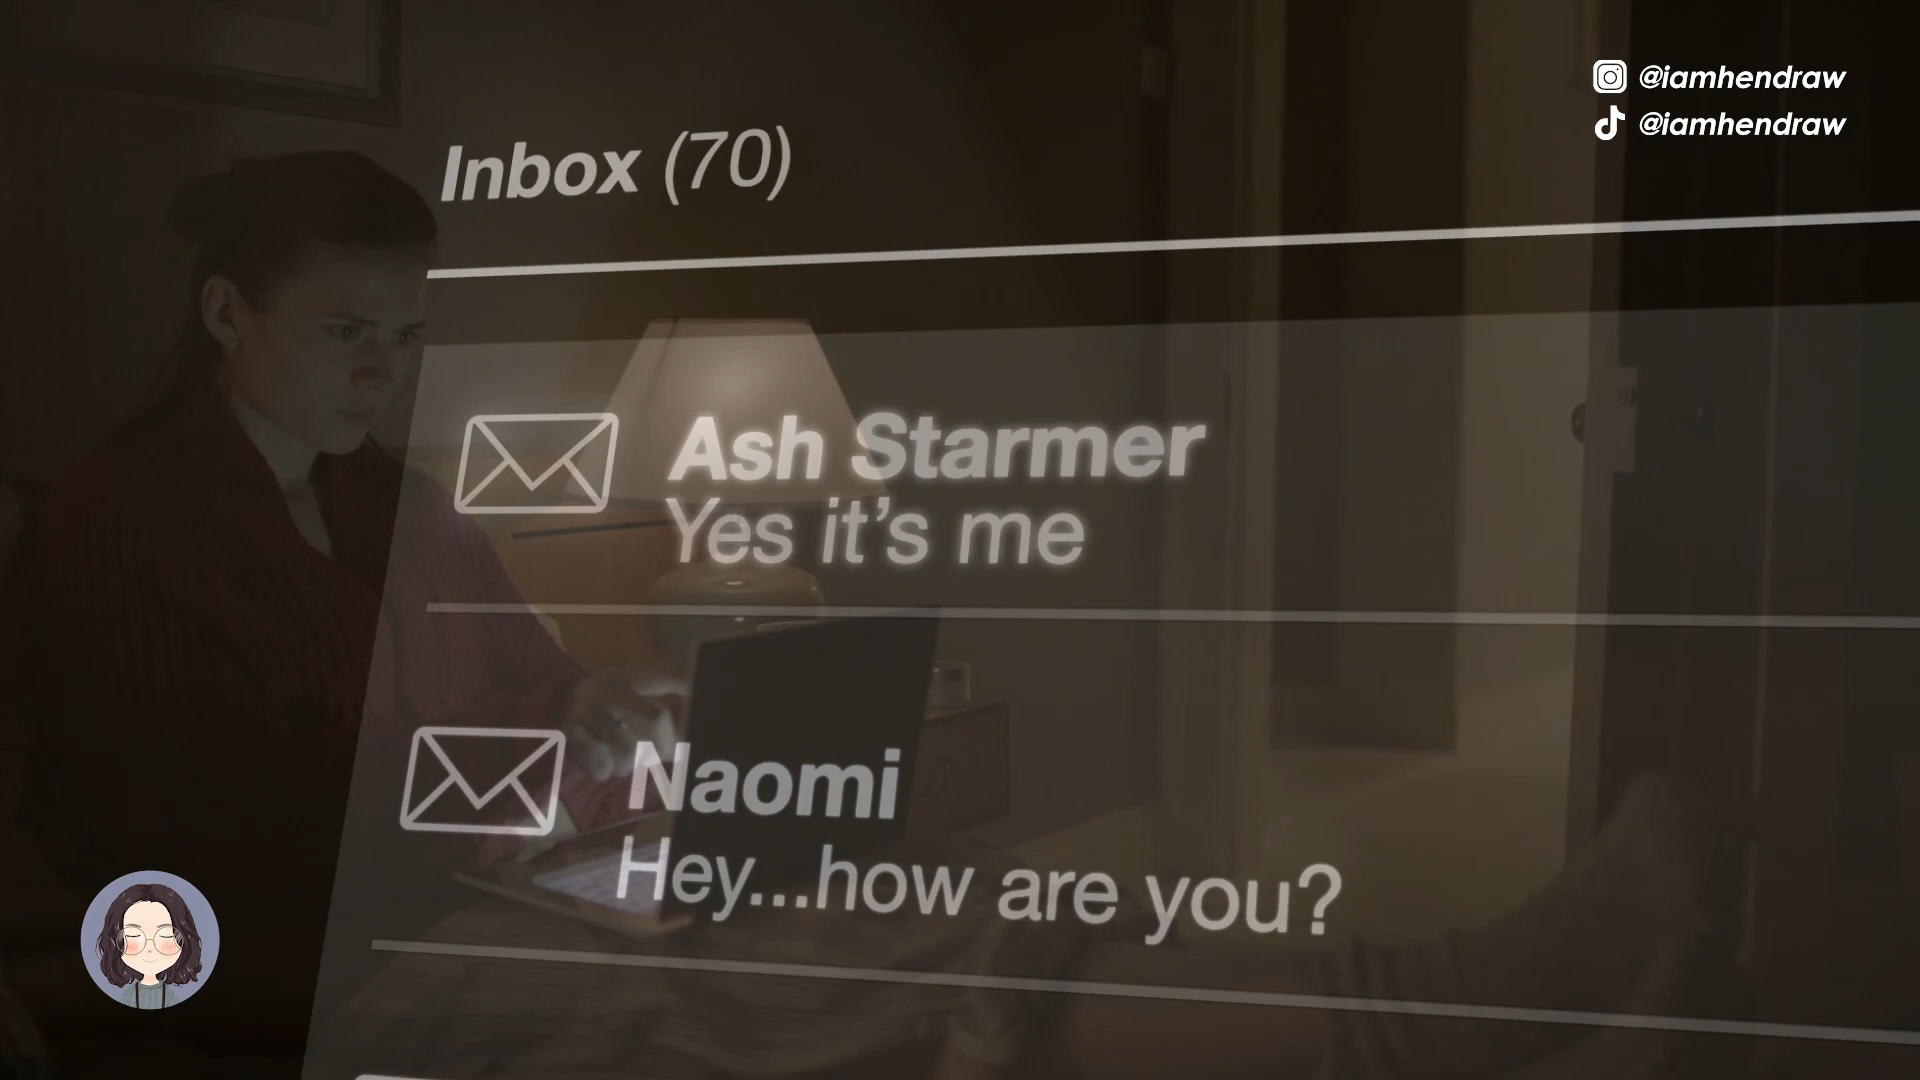 @iamhendraw
@iamhendraw
Inbox (70)
Ash Starmer
Yes it’s me
Naomi
Hey...how are you?